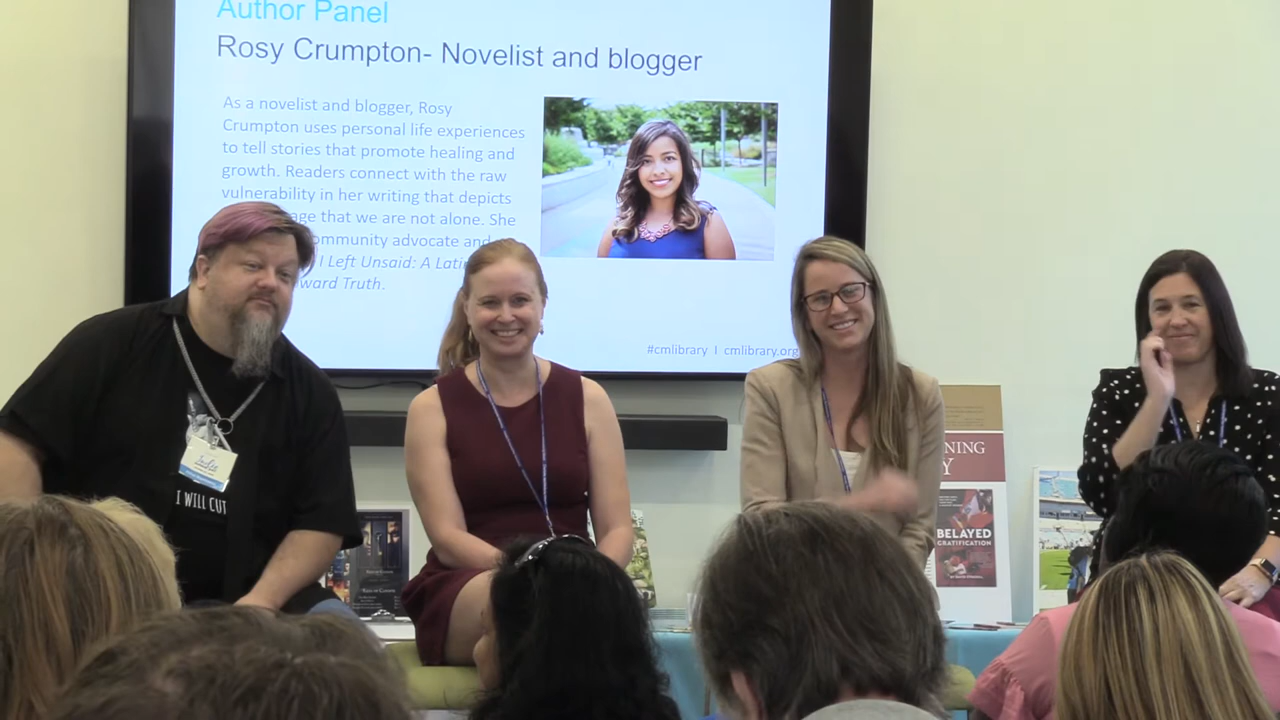 Author Panel
Rosy Crumpton- Novelist and blogger
As a novelist and blogger, Rosy
Crumpton uses personal life experiences
to tell stories that promote healing and
growth. Readers connect with the raw
vulnerability in her writing that depicts
age that we are not alone. She
ommunity advocate and
I Left Unsaid: A Lati
ward Truth.
#cmlibrary I cmlibrary.org
I WILL CUT
NING
Y
BELAYED
GRATIFICATION